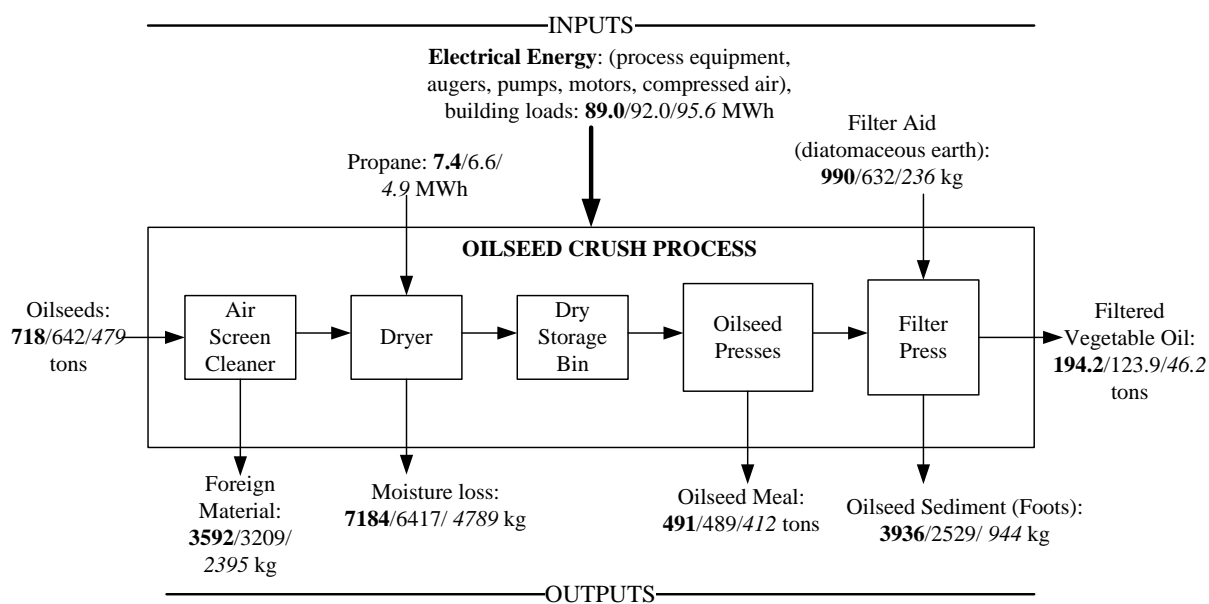 INPUTS
Electrical Energy: (process equipment,
augers, pumps, motors, compressed air),
building loads: 89.0/92.0/95.6 MWh
Filter Aid
(diatomaceous earth):
990/632/236 kg
Propane: 7.4/6.6/
4.9 MWh
OILSEED CRUSH PROCESS
Oilseeds:
718/642/479
tons
Air
Screen
Cleaner
Dryer
Dry
Storage
Bin
Oilseed
Presses
Filter
Press
Filtered
Vegetable Oil:
194.2/123.9/46.2
tons
Foreign
Material:
3592/3209/
2395 kg
Moisture loss:
7184/6417/ 4789 kg
Oilseed Meal:
491/489/412 tons
Oilseed Sediment (Foots):
3936/2529/ 944 kg
OUTPUTS